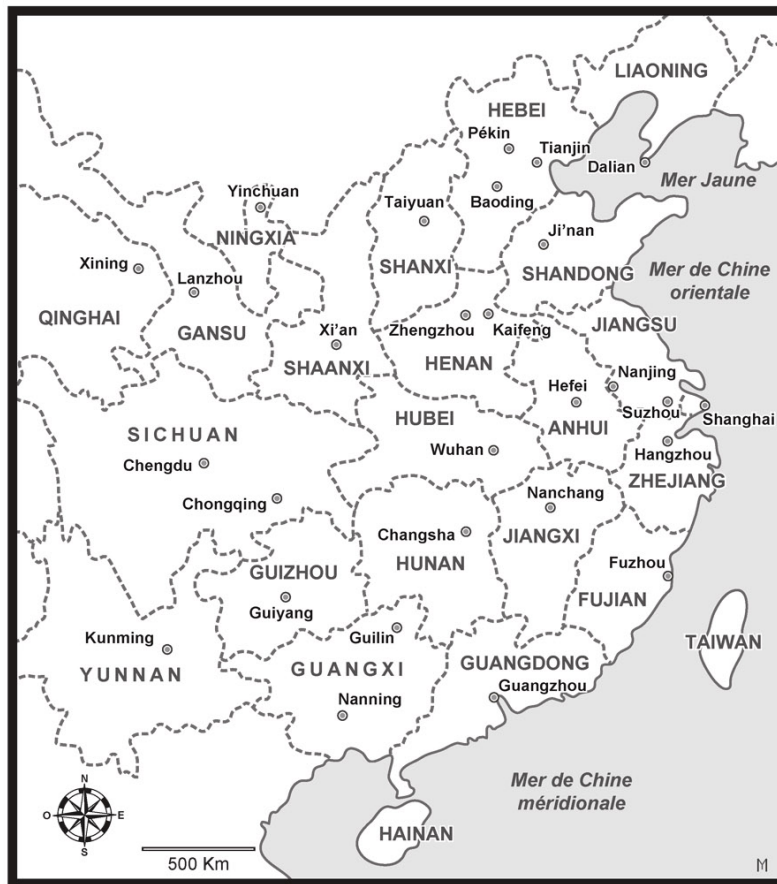 LIAONING
HEBEI
Pékin
Tianjin
Dalian
Mer Jaune
Baoding
Yinchuan
Taiyuan
NINGXIA
Ji'nan
Xining
SHANXI
SHANDONG
Mer de Chine
orientale
Lanzhou
QINGHAI
GANSU
Xi'an
Zhengzhou
Kaifeng
JIANGSU
SHAANXI
HENAN
Nanjing
Hefei
HUBEI
Suzhou
Shanghai
ANHUI
SICHUAN
Wuhan
Hangzhou
Chengdu
ZHEJIANG
Chongqing
Nanchang
Changsha
JIANGXI
HUNAN
Fuzhou
GUIZHOU
Guiyang
FUJIAN
Kunming
Guilin
TAIWAN
YUNNAN
GUANGXI
GUANGDONG
Guangzhou
Nanning
Mer de Chine
méridionale
N
O
E
S
HAINAN
500 Km
M